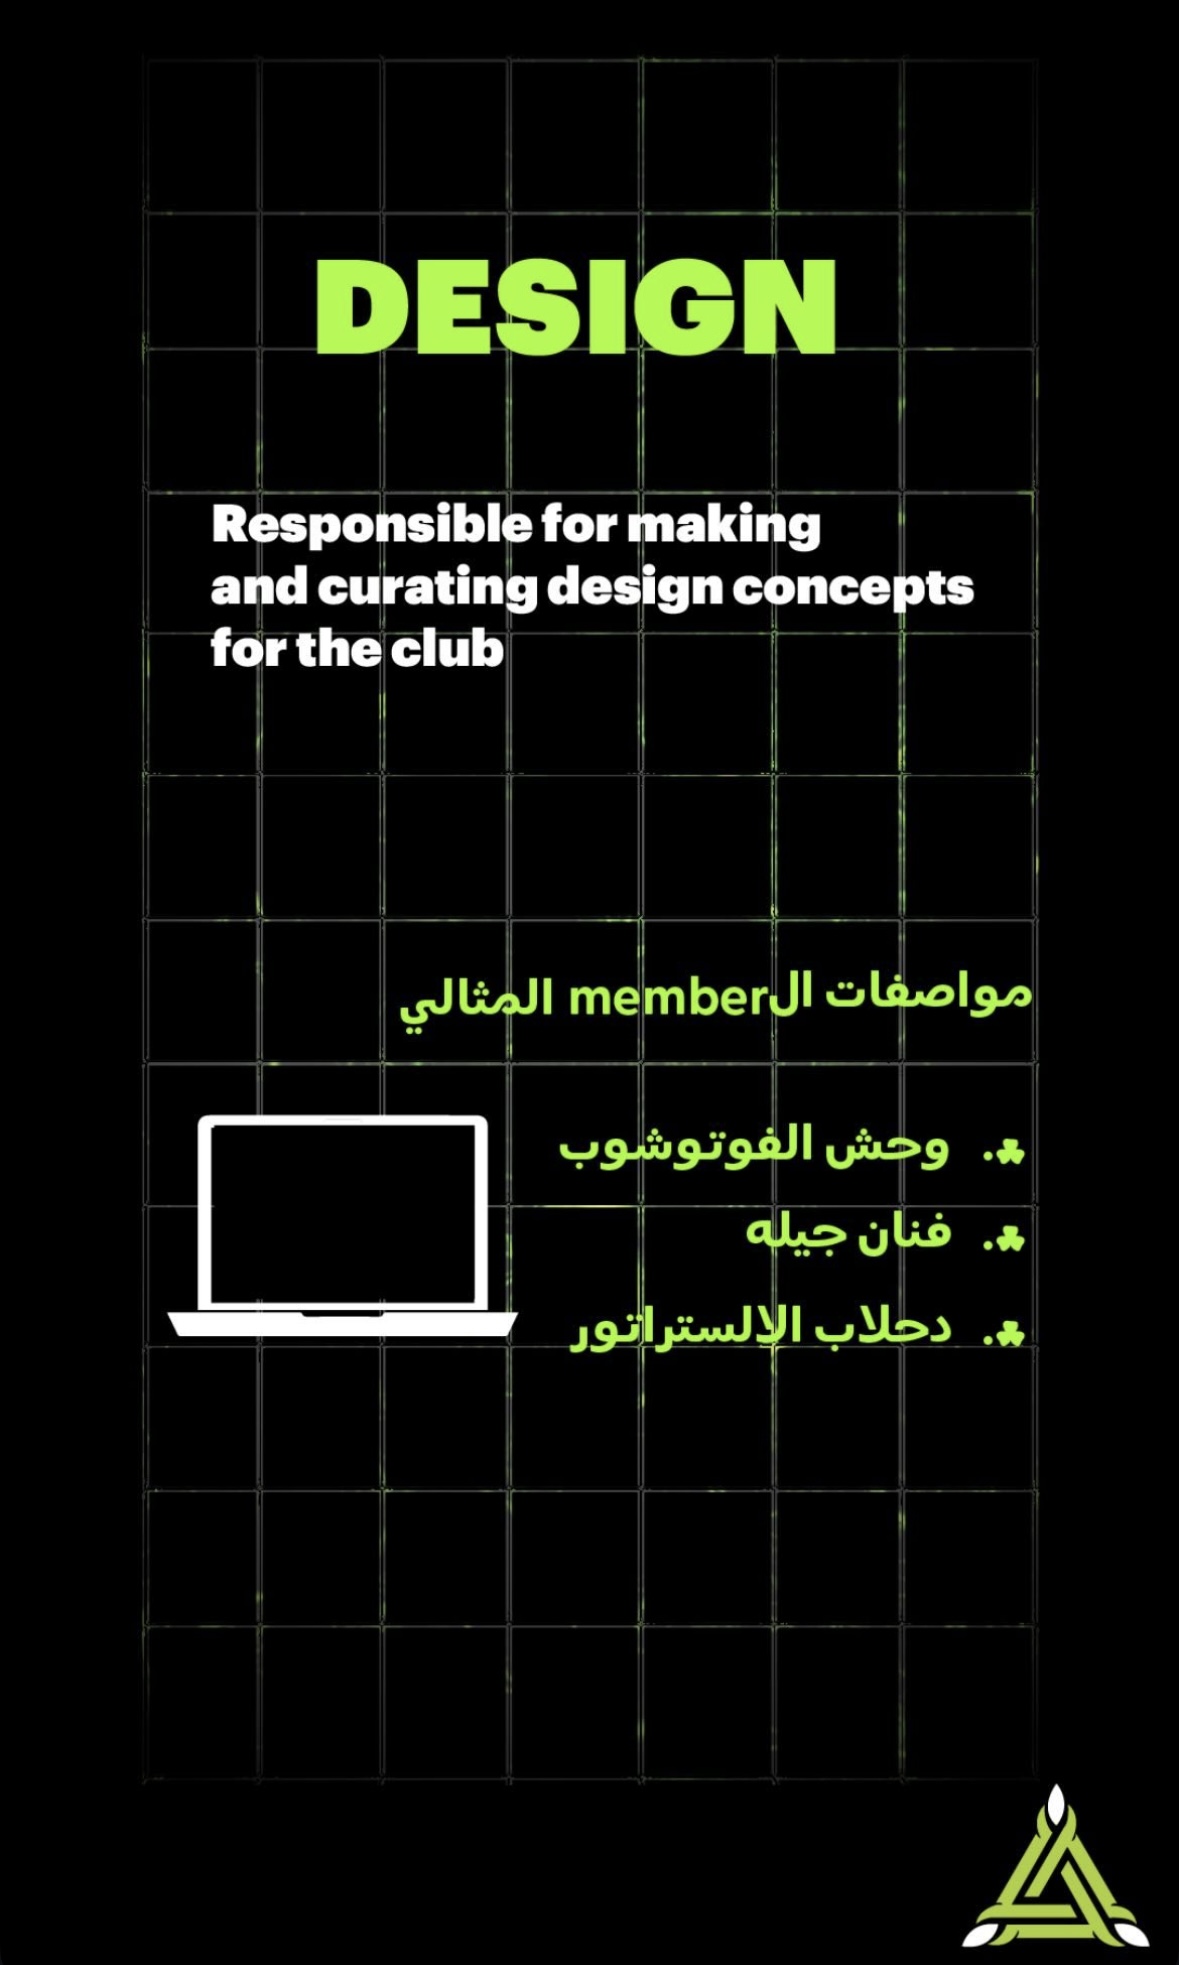 DESIGN
Responsible for making
and curating design concepts
for the club
مواصفات الmember المثالي
☘. وحش الفوتوشوب
☘. فنان جيله
☘. دحلاب الالستراتور